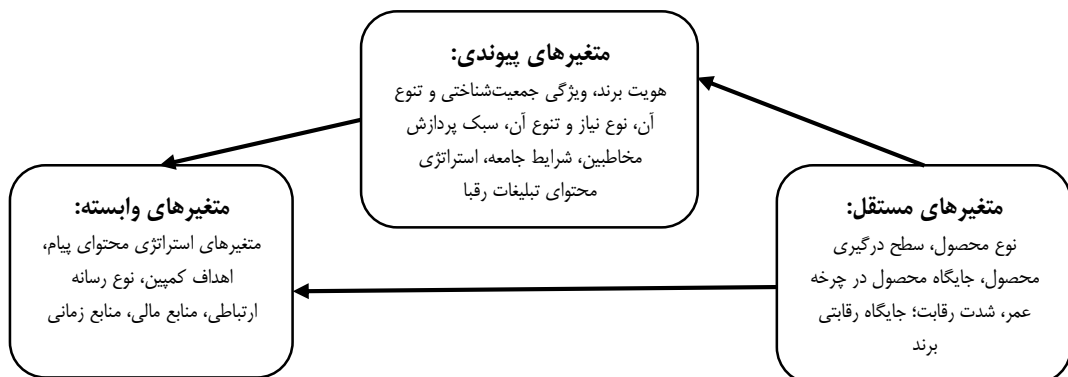 متغیرهای پیوندی:
هویت برند، ویژگی جمعیت‌شناختی و تنوع
آن، نوع نیاز و تنوع آن، سبک پردازش
مخاطبین، شرایط جامعه، استراتژی
محتوای تبلیغات رقبا
متغیرهای مستقل:
نوع محصول، سطح درگیری
محصول، جایگاه محصول در چرخه
عمر، شدت رقابت؛ جایگاه رقابتی
برند
متغیرهای وابسته:
متغیرهای استراتژی محتوای پیام،
اهداف کمپین، نوع رسانه
ارتباطی، منابع مالی، منابع زمانی